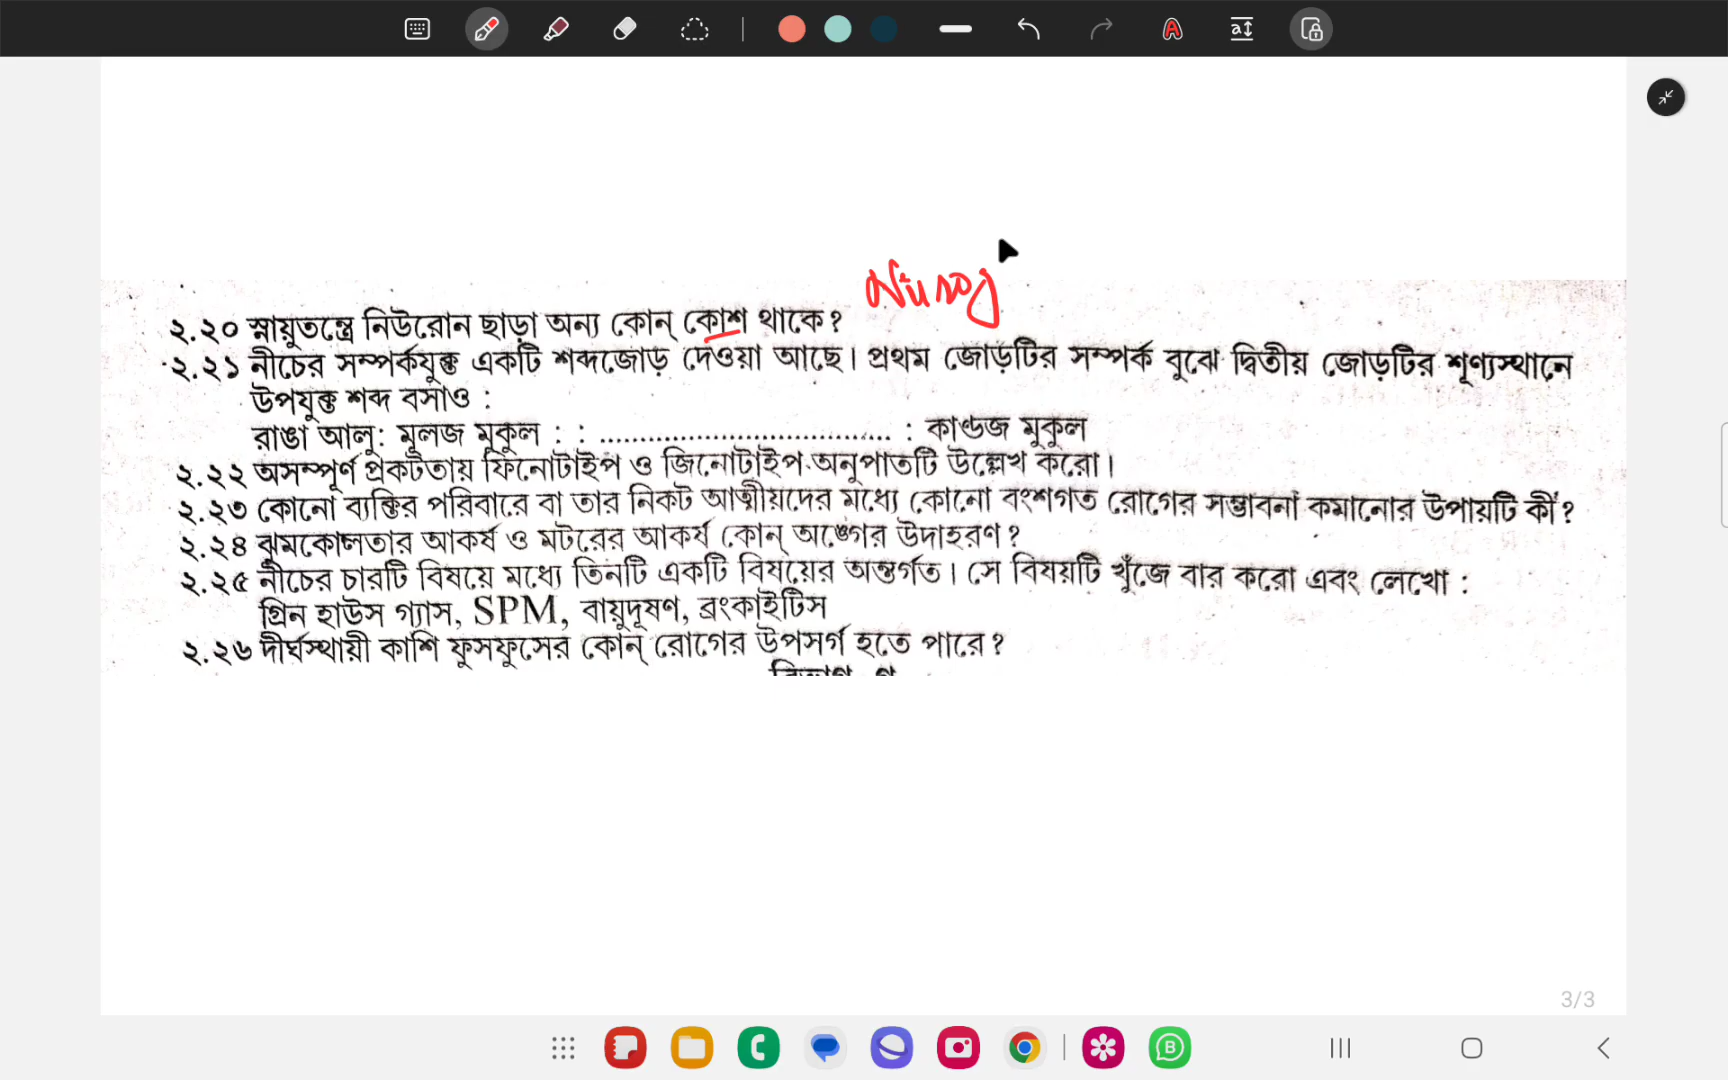 ২.২০ স্নায়ুতন্ত্রে নিউরোন ছাড়া অন্য কোন্ কোশ থাকে?
·২.২১ নীচের সম্পর্কযুক্ত একটি শব্দজোড় দেওয়া আছে। প্রথম জোড়টির সম্পর্ক বুঝে দ্বিতীয় জোড়টির শূণ্যস্থানে
উপযুক্ত শব্দ বসাও :
রাঙা আলু: মূলজ মুকুল : : .................................... : কাণ্ডজ মুকুল
২.২২ অসম্পূর্ণ প্রকটতায় ফিনোটাইপ ও জিনোটাইপ অনুপাতটি উল্লেখ করো।
২.২৩ কোনো ব্যক্তির পরিবারে বা তার নিকট আত্মীয়দের মধ্যে কোনো বংশগত রোগের সম্ভাবনা কমানোর উপায়টি কী?
২.২৪ ঝুমকোলতার আকর্ষ ও মটরের আকর্ষ কোন্ অঙ্গের উদাহরণ?
২.২৫ নীচের চারটি বিষয়ে মধ্যে তিনটি একটি বিষয়ের অন্তর্গত। সে বিষয়টি খুঁজে বার করো এবং লেখো :
গ্রিন হাউস গ্যাস, SPM, বায়ুদূষণ, ব্রংকাইটিস
২.২৬ দীর্ঘস্থায়ী কাশি ফুসফুসের কোন্ রোগের উপসর্গ হতে পারে?
3/3